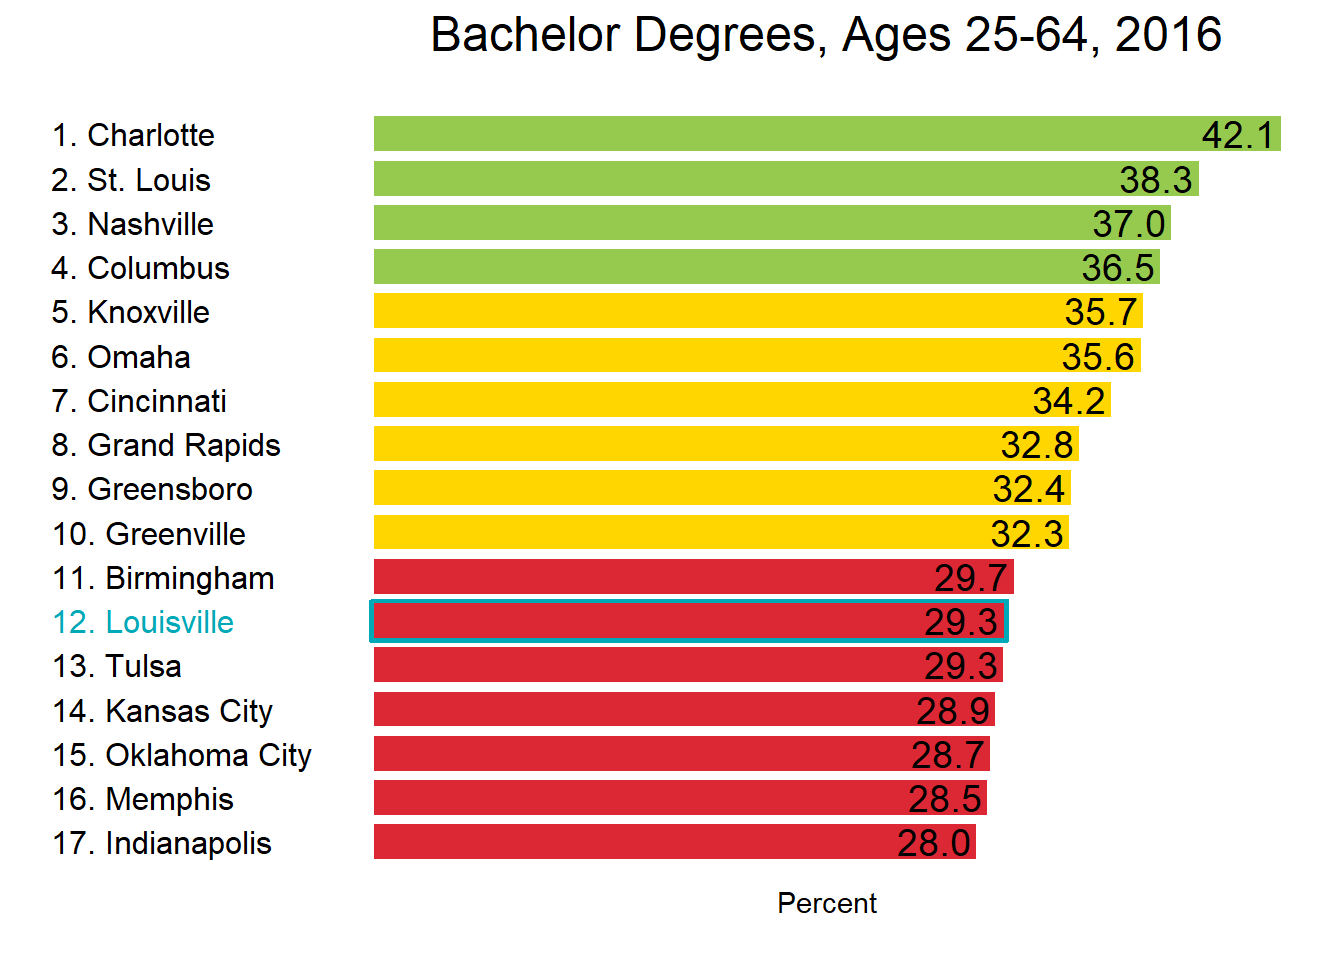 Bachelor Degrees, Ages 25-64, 2016
1. Charlotte 42.1
2. St. Louis 38.3
3. Nashville 37.0
4. Columbus 36.5
5. Knoxville 35.7
6. Omaha 35.6
7. Cincinnati 34.2
8. Grand Rapids 32.8
9. Greensboro 32.4
10. Greenville 32.3
11. Birmingham 29.7
12. Louisville 29.3
13. Tulsa 29.3
14. Kansas City 28.9
15. Oklahoma City 28.7
16. Memphis 28.5
17. Indianapolis 28.0
Percent